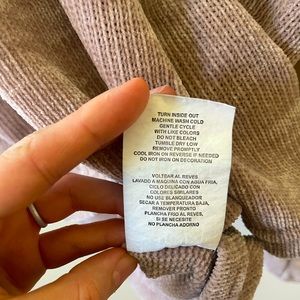 TURN INSIDE OUT
MACHINE WASH COLD
GENTLE CYCLE
WITH LIKE COLORS
DO NOT BLEACH
TUMBLE DRY LOW
REMOVE PROMPTLY
COOL IRON ON REVERSE IF NEEDED
DO NOT IRON ON DECORATION
VOLTEAR AL REVES
LAVADO A MAQUINA CON AGUA FRIA,
CICLO DELICADO CON
COLORES SIMILARES
NO USE BLANQUEADOR
SEGAR A TEMPERATURA BAJA,
REMOVER PRONTO
PLANCHA FRIO AL REVES,
SI SE NECESITE
NO PLANCHA ADORNO